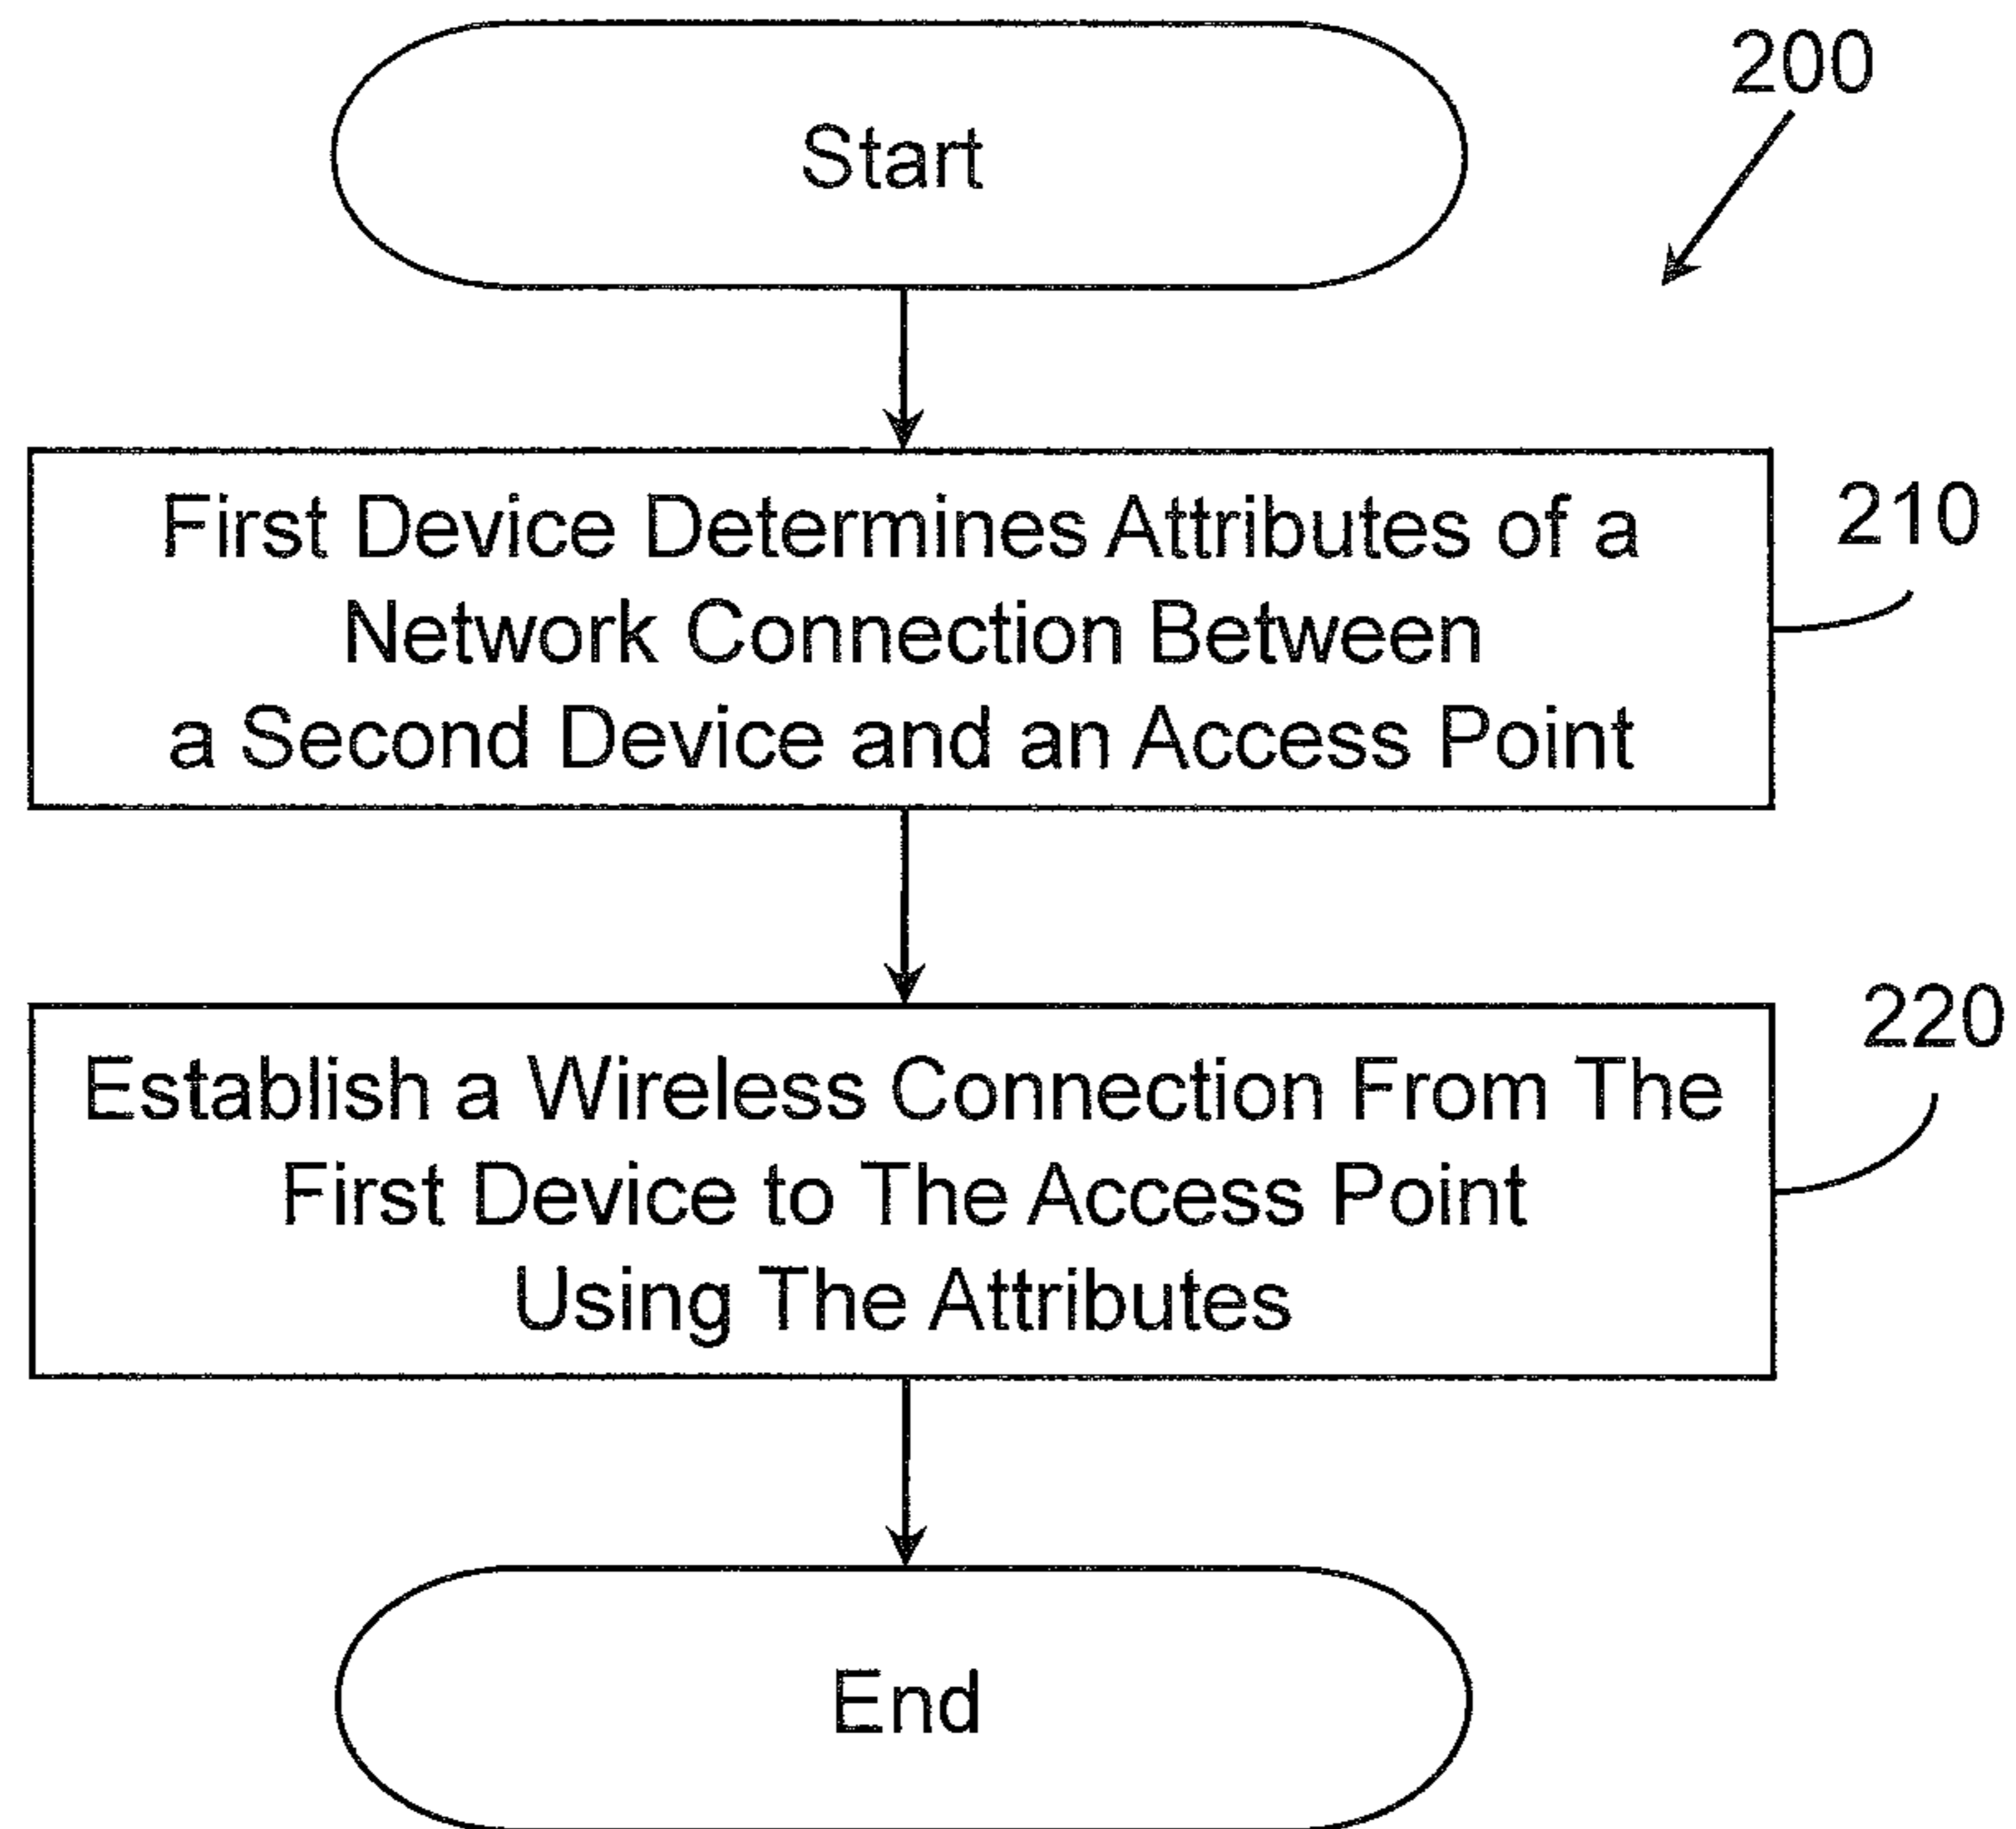 Start
200
First Device Determines Attributes of a
Network Connection Between
a Second Device and an Access Point
210
Establish a Wireless Connection From The
First Device to The Access Point
Using The Attributes
220
End